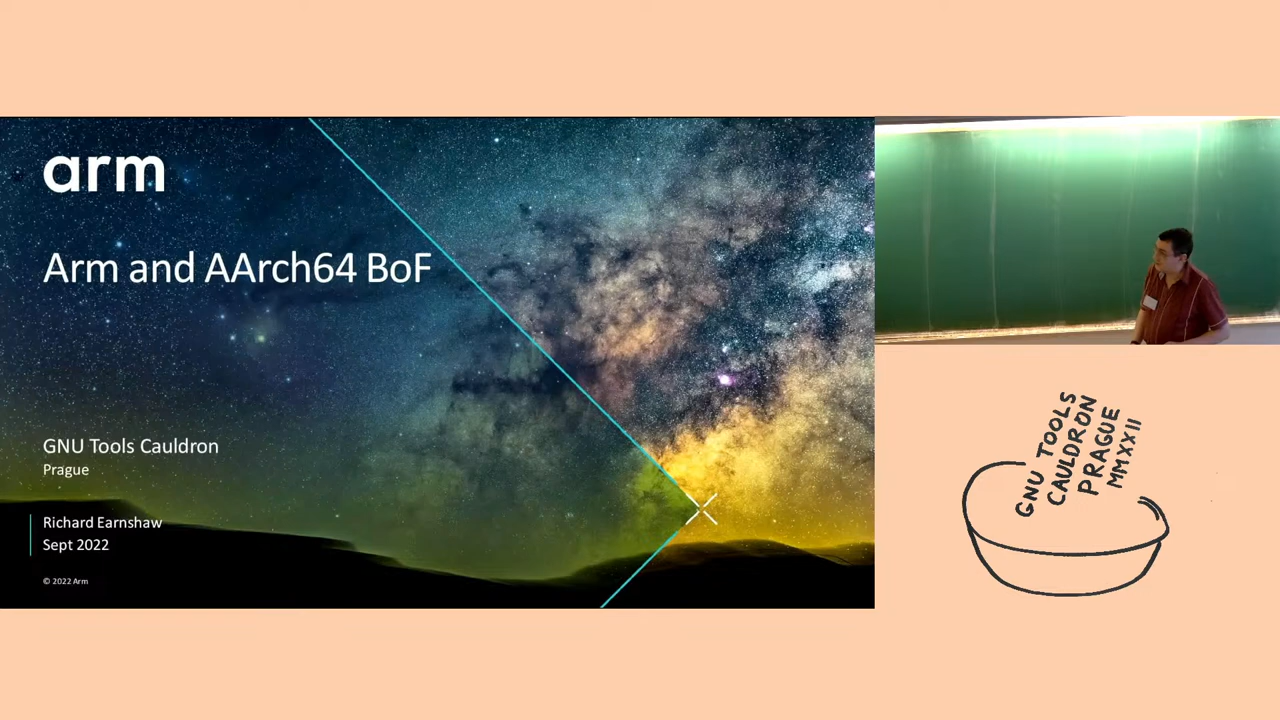 arm
Arm and AArch64 BoF
GNU Tools Cauldron
Prague
Richard Earnshaw
Sept 2022
© 2022 Arm
GNU TOOLS
CAULDRON
PRAGUE
MMXXII